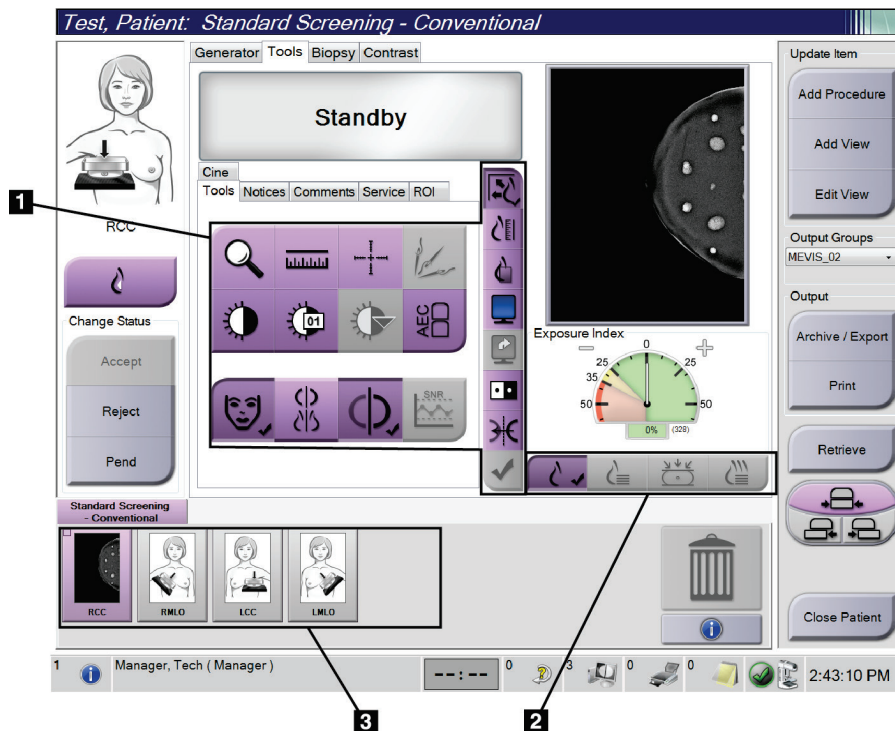 Test, Patient: Standard Screening - Conventional
Generator Tools Biopsy Contrast
Standby
Cine
Tools Notices Comments Service ROI
1
RCC
01
AEC
SNR
Change Status
Accept
Reject
Pend
Exposure Index
0
25 25
35
50 50
0% (328)
Update Item
Add Procedure
Add View
Edit View
Output Groups
MEVIS_02
Output
Archive / Export
Print
Retrieve
Close Patient
Standard Screening
- Conventional
RCC RMLO LCC LMLO
1 Manager, Tech ( Manager ) --:-- 0 3 0 0 2:43:10 PM
3 2